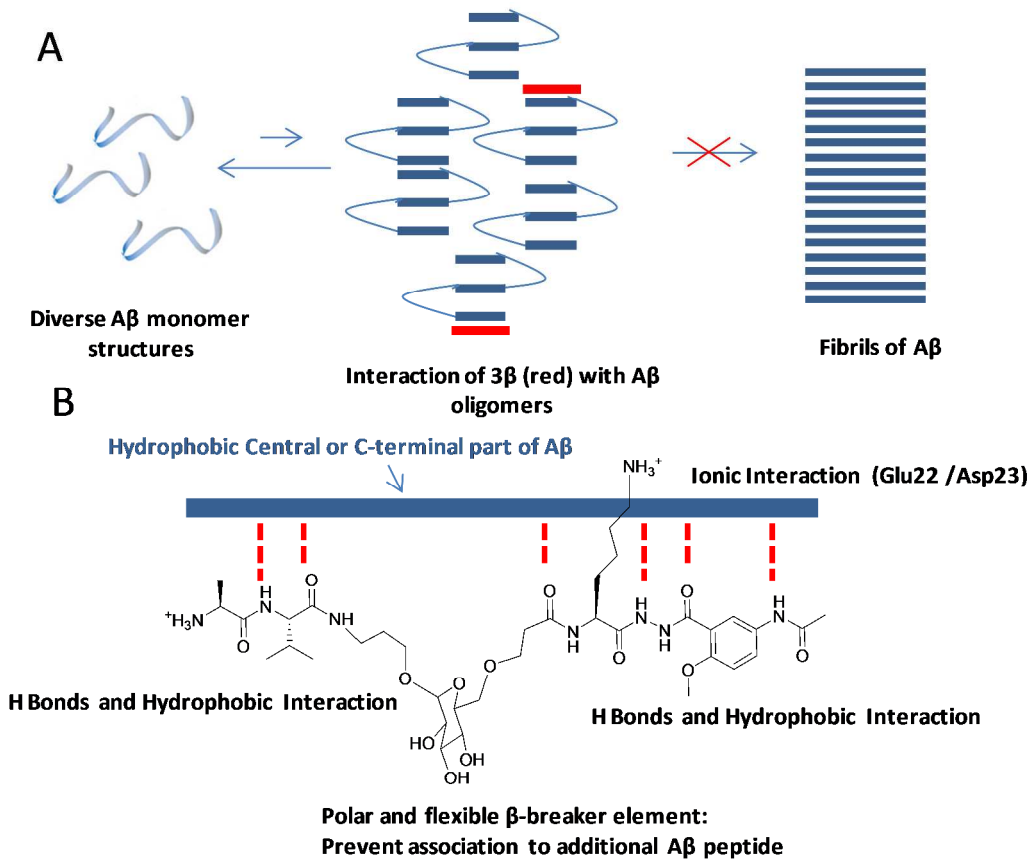 A
Diverse Aβ monomer
structures
Interaction of 3β (red) with Aβ
oligomers
Fibrils of Aβ
B
Hydrophobic Central or C-terminal part of Aβ
NH3+
Ionic Interaction (Glu22 /Asp23)
+H3N
O
H
N
O
NH
O
O
O
O
HO
OH
OH
O
N
H
O
H
N
N
H
O
O
H
N
O
H Bonds and Hydrophobic Interaction
H Bonds and Hydrophobic Interaction
Polar and flexible β-breaker element:
Prevent association to additional Aβ peptide